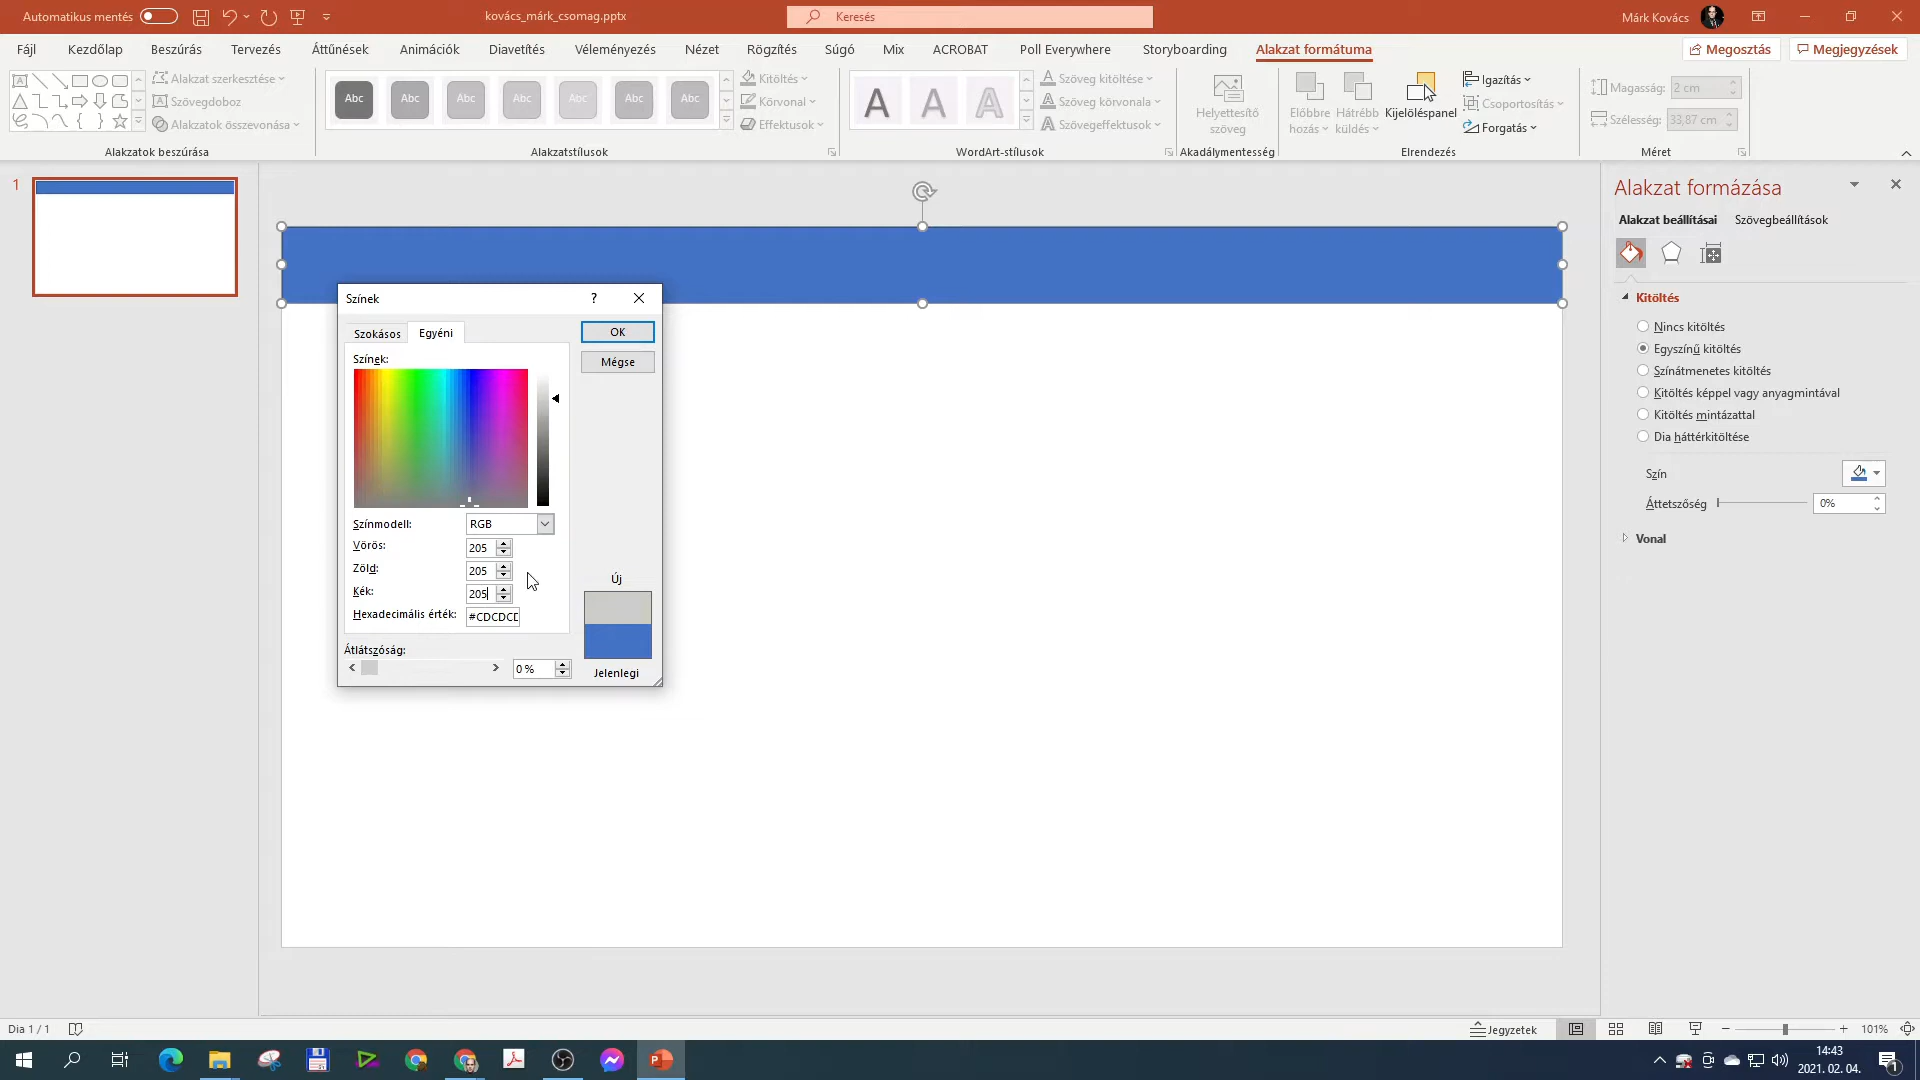 Automatikus mentés
kovács_márk_csomag.pptx
Keresés
Márk Kovács
Fájl Kezdőlap Beszúrás Tervezés Áttűnések Animációk Diavetítés Véleményezés Nézet Rögzítés Súgó Mix ACROBAT Poll Everywhere Storyboarding Alakzat formátuma Megosztás Megjegyzések
Alakzat szerkesztése
Szövegdoboz
Alakzatok összevonása
Alakzatok beszúrása
Abc Abc Abc Abc Abc Abc Abc
Kitöltés
Körvonal
Effektusok
Alakzatstílusok
A A A
Szöveg kitöltése
Szöveg körvonala
Szövegeffektusok
WordArt-stílusok
Helyettesítő
szöveg
Akadálymentesség
Előbbre
hozás
Hátrébb
küldés
Kijelöléspanel
Igazítás
Csoportosítás
Forgatás
Elrendezés
Magasság: 2 cm
Szélesség: 33,87 cm
Méret
1
Színek
?
Szokásos Egyéni
OK
Mégse
Színek:
Színmodell: RGB
Vörös: 205
Zöld: 205
Kék: 205
Hexadecimális érték: #CDCDCD
Átlátszóság:
0 %
Új
Jelenlegi
Alakzat formázása
Alakzat beállításai Szövegbeállítások
Kitöltés
Nincs kitöltés
Egyszínű kitöltés
Színátmenetes kitöltés
Kitöltés képpel vagy anyagmintával
Kitöltés mintázattal
Dia háttérkitöltése
Szín
Áttetszőség 0%
Vonal
Dia 1 / 1
Jegyzetek
101%
14:43
2021. 02. 04.
1